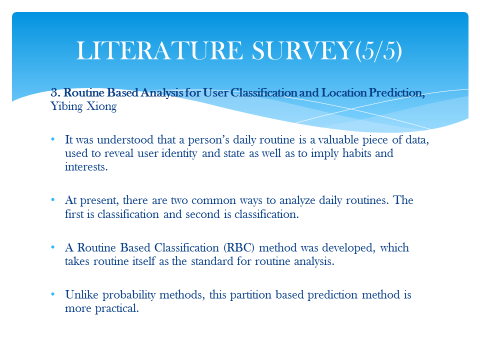 LITERATURE SURVEY(5/5)
3. Routine Based Analysis for User Classification and Location Prediction,
Yibing Xiong
• It was understood that a person's daily routine is a valuable piece of data,
used to reveal user identity and state as well as to imply habits and
interests.
• At present, there are two common ways to analyze daily routines. The
first is classification and second is classification.
• A Routine Based Classification (RBC) method was developed, which
takes routine itself as the standard for routine analysis.
• Unlike probability methods, this partition based prediction method is
more practical.